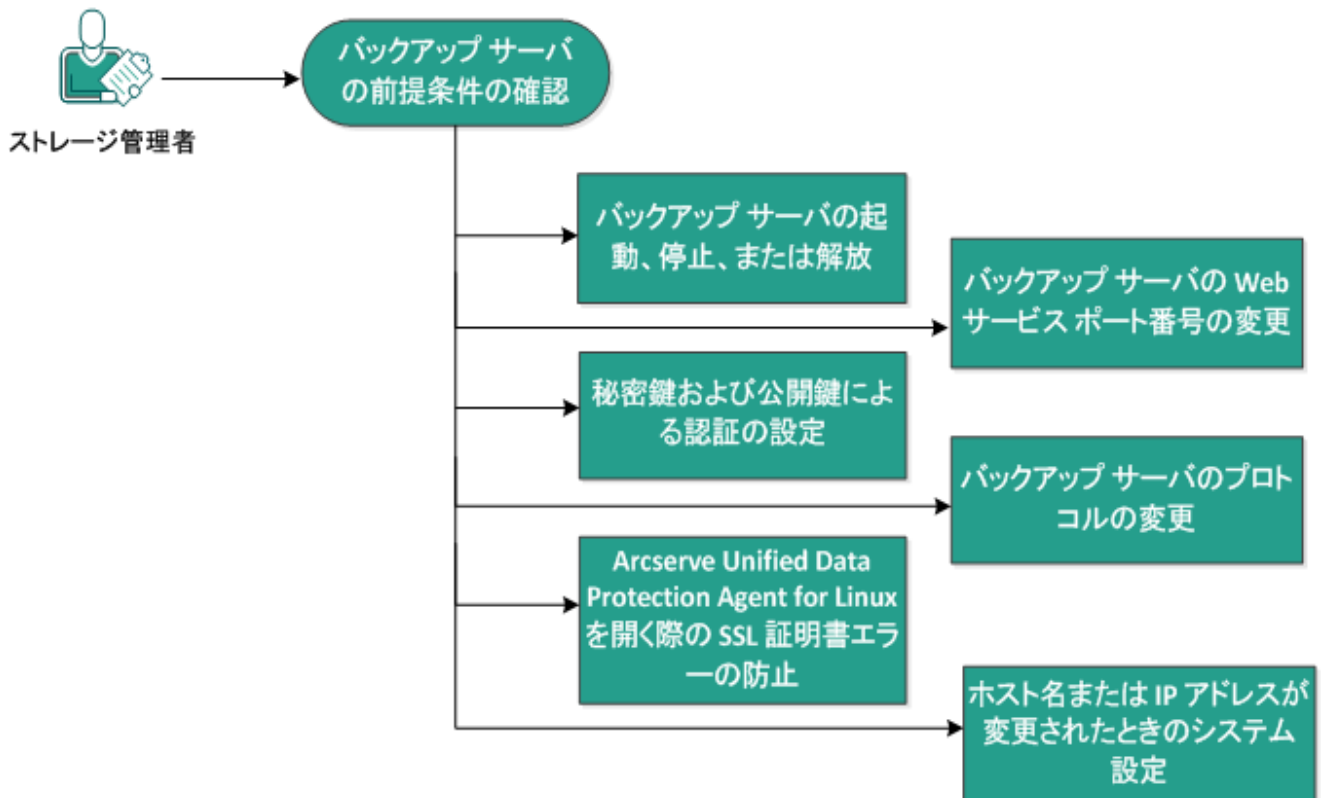 ストレージ管理者
バックアップ サーバ
の前提条件の確認
バックアップ サーバの起
動、停止、または解放
バックアップ サーバの Web
サービス ポート番号の変更
秘密鍵および公開鍵によ
る認証の設定
バックアップ サーバのプロト
コルの変更
Arcserve Unified Data
Protection Agent for Linux
を開く際の SSL 証明書エラ
ーの防止
ホスト名または IP アドレスが
変更されたときのシステム
設定